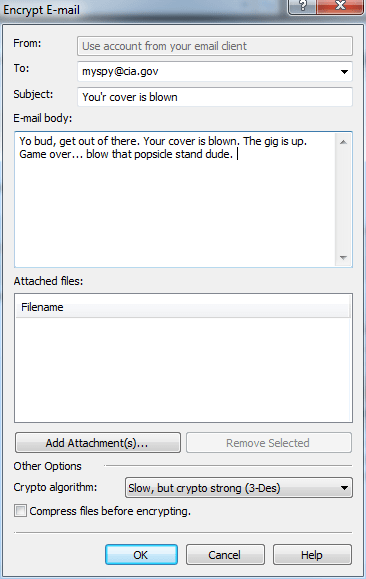 Encrypt E-mail
From:
Use account from your email client
To:
myspy@cia.gov
Subject:
You'r cover is blown
E-mail body:
Yo bud, get out of there. Your cover is blown. The gig is up.
Game over... blow that popsicle stand dude.
Attached files:
Filename
Add Attachment(s)...
Remove Selected
Other Options
Crypto algorithm:
Slow, but crypto strong (3-Des)
Compress files before encrypting.
OK
Cancel
Help